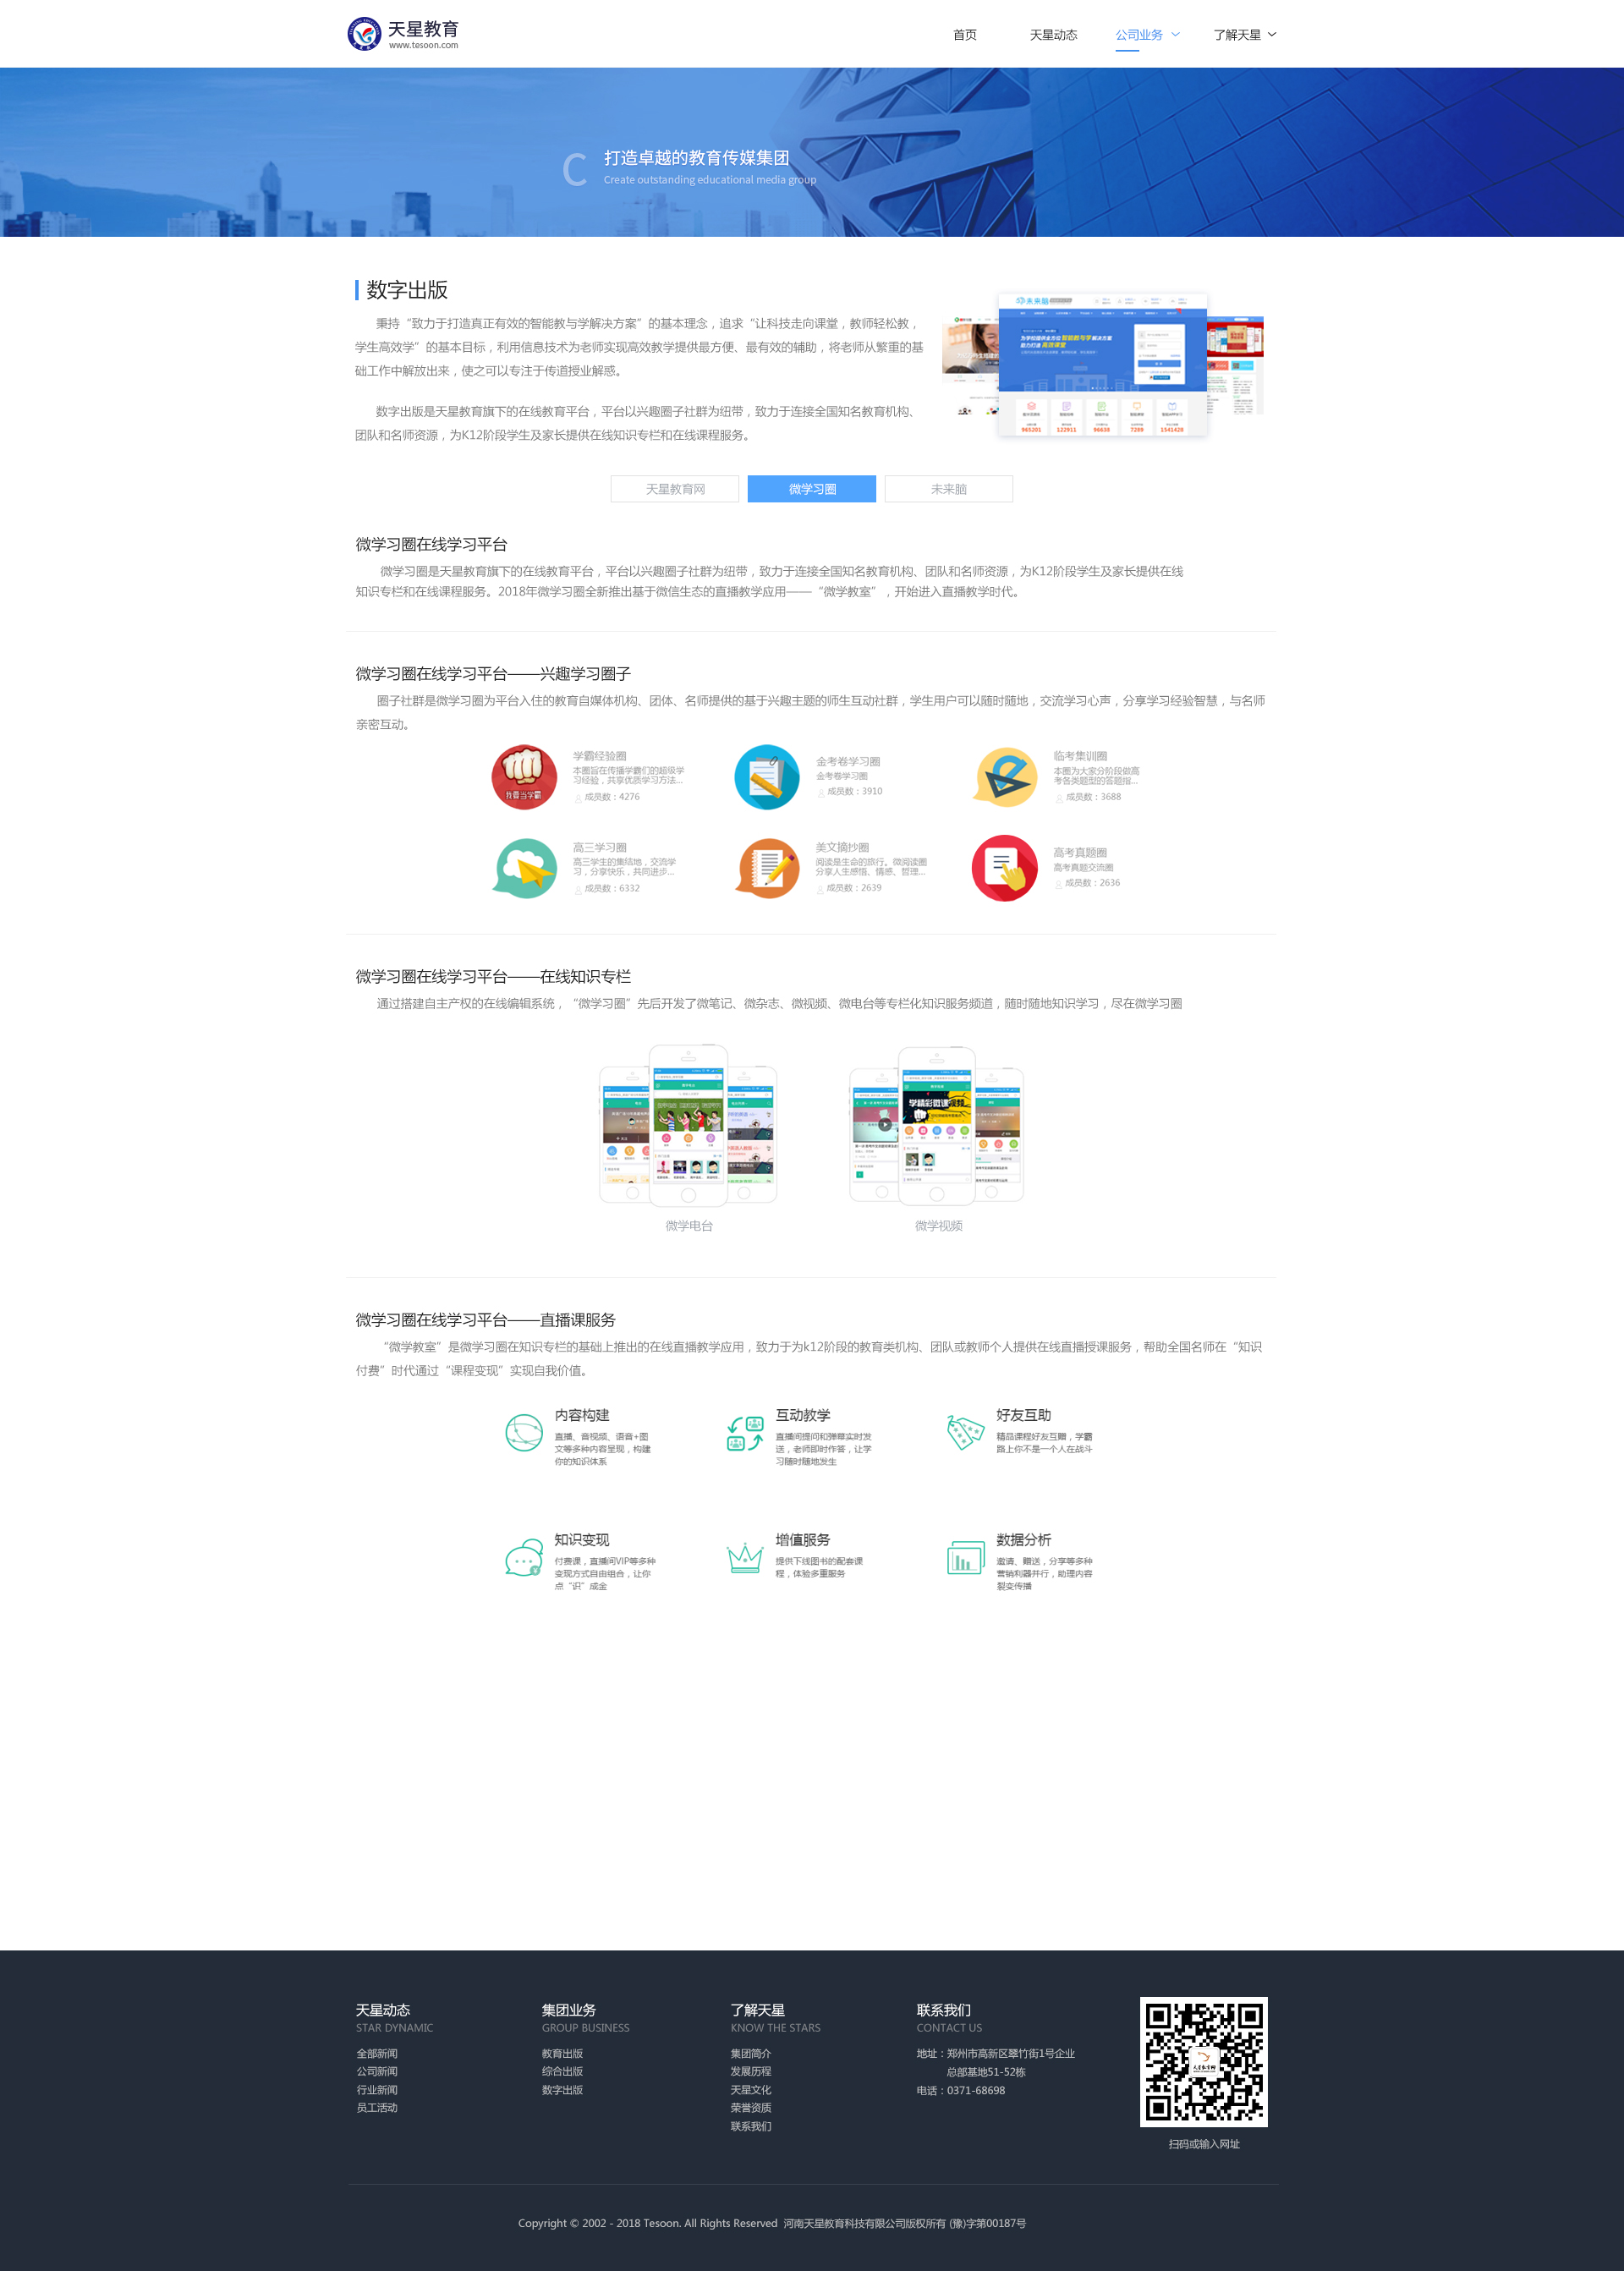 天星教育
www.tesoon.com
首页
天星动态
公司业务
了解天星
C
打造卓越的教育传媒集团
Create outstanding educational media group
数字出版
秉持“致力于打造真正有效的智能教与学解决方案”的基本理念，追求“让科技走向课堂，教师轻松教，
学生高效学”的基本目标，利用信息技术为老师实现高效教学提供最方便、最有效的辅助，将老师从繁重的基
础工作中解放出来，使之可以专注于传道授业解惑。
数字出版是天星教育旗下的在线教育平台，平台以兴趣圈子社群为纽带，致力于连接全国知名教育机构、
团队和名师资源，为K12阶段学生及家长提供在线知识专栏和在线课程服务。
未来脑
965201
122911
96636
7289
1541428
天星教育网
微学习圈
未来脑
微学习圈在线学习平台
微学习圈是天星教育旗下的在线教育平台，平台以兴趣圈子社群为纽带，致力于连接全国知名教育机构、团队和名师资源，为K12阶段学生及家长提供在线
知识专栏和在线课程服务。2018年微学习圈全新推出基于微信生态的直播教学应用——“微学教室”，开始进入直播教学时代。
微学习圈在线学习平台——兴趣学习圈子
圈子社群是微学习圈为平台入住的教育自媒体机构、团体、名师提供的基于兴趣主题的师生互动社群，学生用户可以随时随地，交流学习心声，分享学习经验智慧，与名师
亲密互动。
我要当学霸
学霸经验圈
本圈旨在传播学霸们的超级学
习经验，共享优质学习方法...
成员数：4276
金考卷学习圈
金考卷学习圈
成员数：3910
临考集训圈
本圈为大家分阶段做高
考各类题型的答题指...
成员数：3688
高三学习圈
高三学生的集结地，交流学
习，分享快乐，共同进步...
成员数：6332
美文摘抄圈
阅读是生命的旅行。微阅读圈
分享人生感悟、情感、哲理...
成员数：2639
高考真题圈
高考真题交流圈
成员数：2636
微学习圈在线学习平台——在线知识专栏
通过搭建自主产权的在线编辑系统，“微学习圈”先后开发了微笔记、微杂志、微视频、微电台等专栏化知识服务频道，随时随地知识学习，尽在微学习圈
学精彩微课视频
微学电台
微学视频
微学习圈在线学习平台——直播课服务
“微学教室”是微学习圈在知识专栏的基础上推出的在线直播教学应用，致力于为k12阶段的教育类机构、团队或教师个人提供在线直播授课服务，帮助全国名师在“知识
付费”时代通过“课程变现”实现自我价值。
内容构建
直播、音视频、语音+图
文等多种内容呈现，构建
你的知识体系
互动教学
直播间提问和弹幕实时发
送，老师即时作答，让学
习随时随地发生
好友互助
精品课程好友互赠，学霸
路上你不是一个人在战斗
知识变现
付费课，直播间VIP等多种
变现方式自由组合，让你
点“识”成金
增值服务
提供下线图书的配套课
程，体验多重服务
数据分析
邀请、赠送，分享等多种
营销利器并行，助理内容
裂变传播
天星动态
STAR DYNAMIC
全部新闻
公司新闻
行业新闻
员工活动
集团业务
GROUP BUSINESS
教育出版
综合出版
数字出版
了解天星
KNOW THE STARS
集团简介
发展历程
天星文化
荣誉资质
联系我们
联系我们
CONTACT US
地址：郑州市高新区翠竹街1号企业
总部基地51-52栋
电话：0371-68698
扫码或输入网址
Copyright © 2002 - 2018 Tesoon. All Rights Reserved 河南天星教育科技有限公司版权所有 (豫)字第00187号